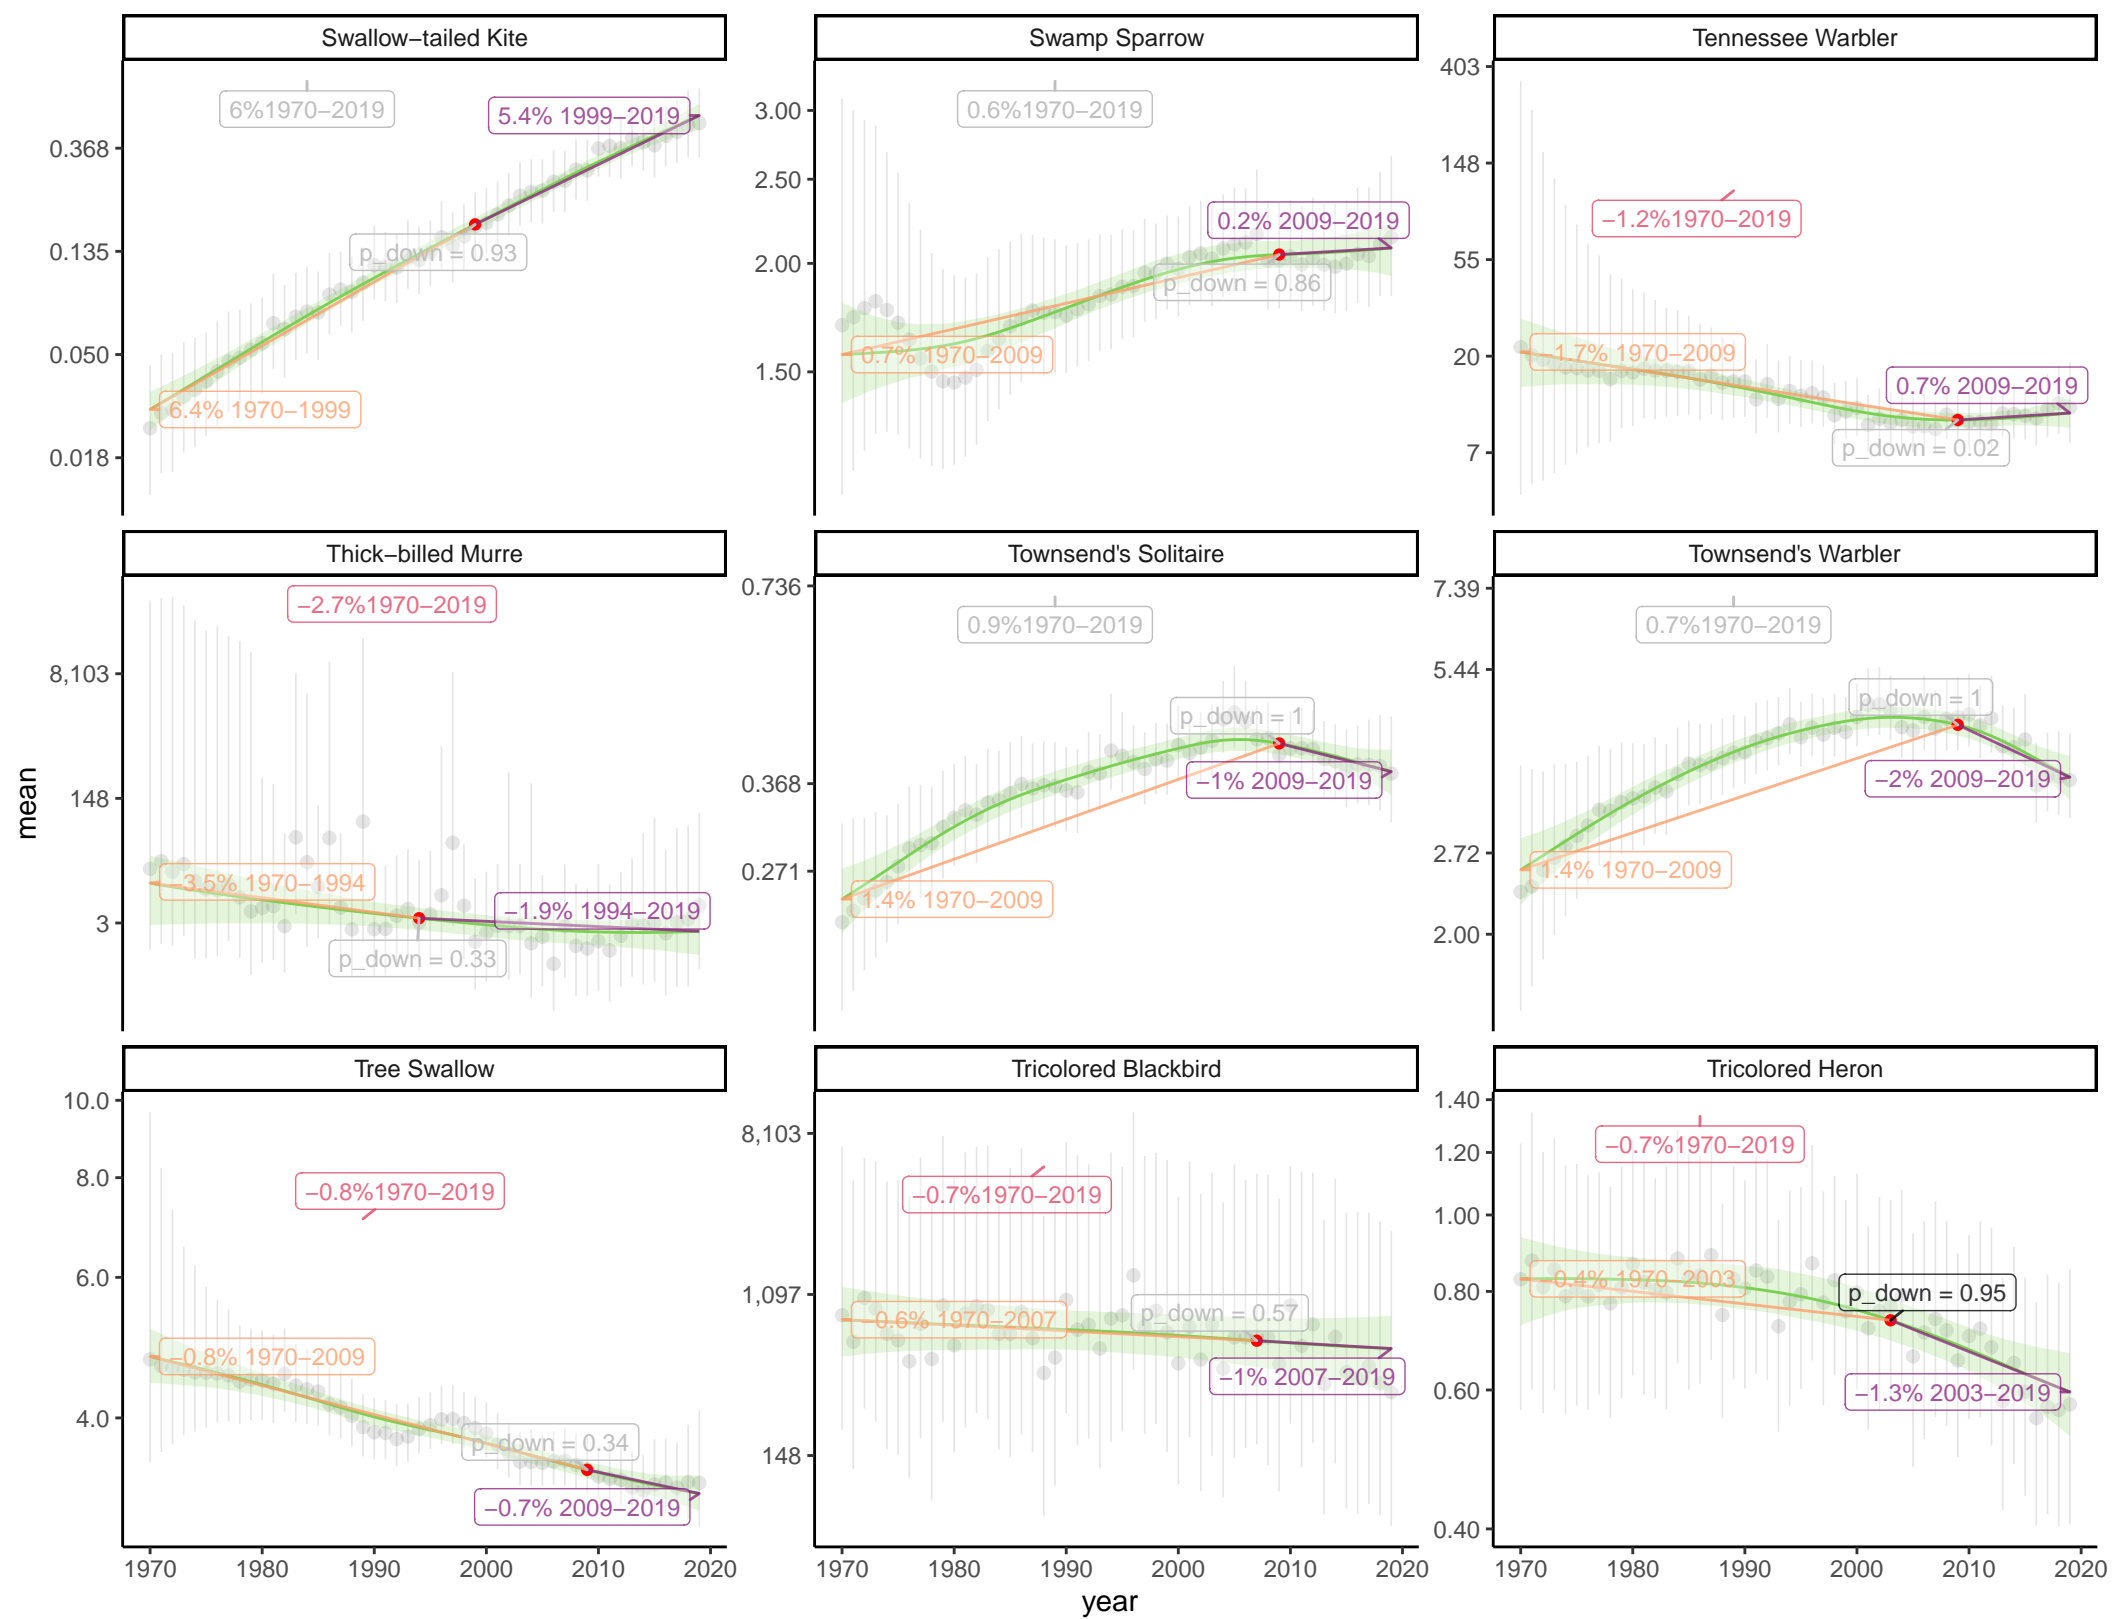 Swallow−tailed Kite
6%1970−2019
5.4% 1999−2019
p_down = 0.93
6.4% 1970−1999
0.368
0.135
0.050
0.018
Swamp Sparrow
0.6%1970−2019
0.2% 2009−2019
p_down = 0.86
0.7% 1970−2009
3.00
2.50
2.00
1.50
Tennessee Warbler
−1.2%1970−2019
−1.7% 1970−2009
0.7% 2009−2019
p_down = 0.02
403
148
55
20
7
Thick−billed Murre
−2.7%1970−2019
−3.5% 1970−1994
−1.9% 1994−2019
p_down = 0.33
8,103
148
3
Townsend's Solitaire
0.9%1970−2019
p_down = 1
−1% 2009−2019
1.4% 1970−2009
0.736
0.368
0.271
Townsend's Warbler
0.7%1970−2019
p_down = 1
−2% 2009−2019
1.4% 1970−2009
7.39
5.44
2.72
2.00
Tree Swallow
−0.8%1970−2019
−0.8% 1970−2009
p_down = 0.34
−0.7% 2009−2019
10.0
8.0
6.0
4.0
1970 1980 1990 2000 2010 2020
Tricolored Blackbird
−0.7%1970−2019
−0.6% 1970−2007
p_down = 0.57
−1% 2007−2019
8,103
1,097
148
1970 1980 1990 2000 2010 2020
Tricolored Heron
−0.7%1970−2019
−0.4% 1970−2003
p_down = 0.95
−1.3% 2003−2019
1.40
1.20
1.00
0.80
0.60
0.40
1970 1980 1990 2000 2010 2020
mean
year